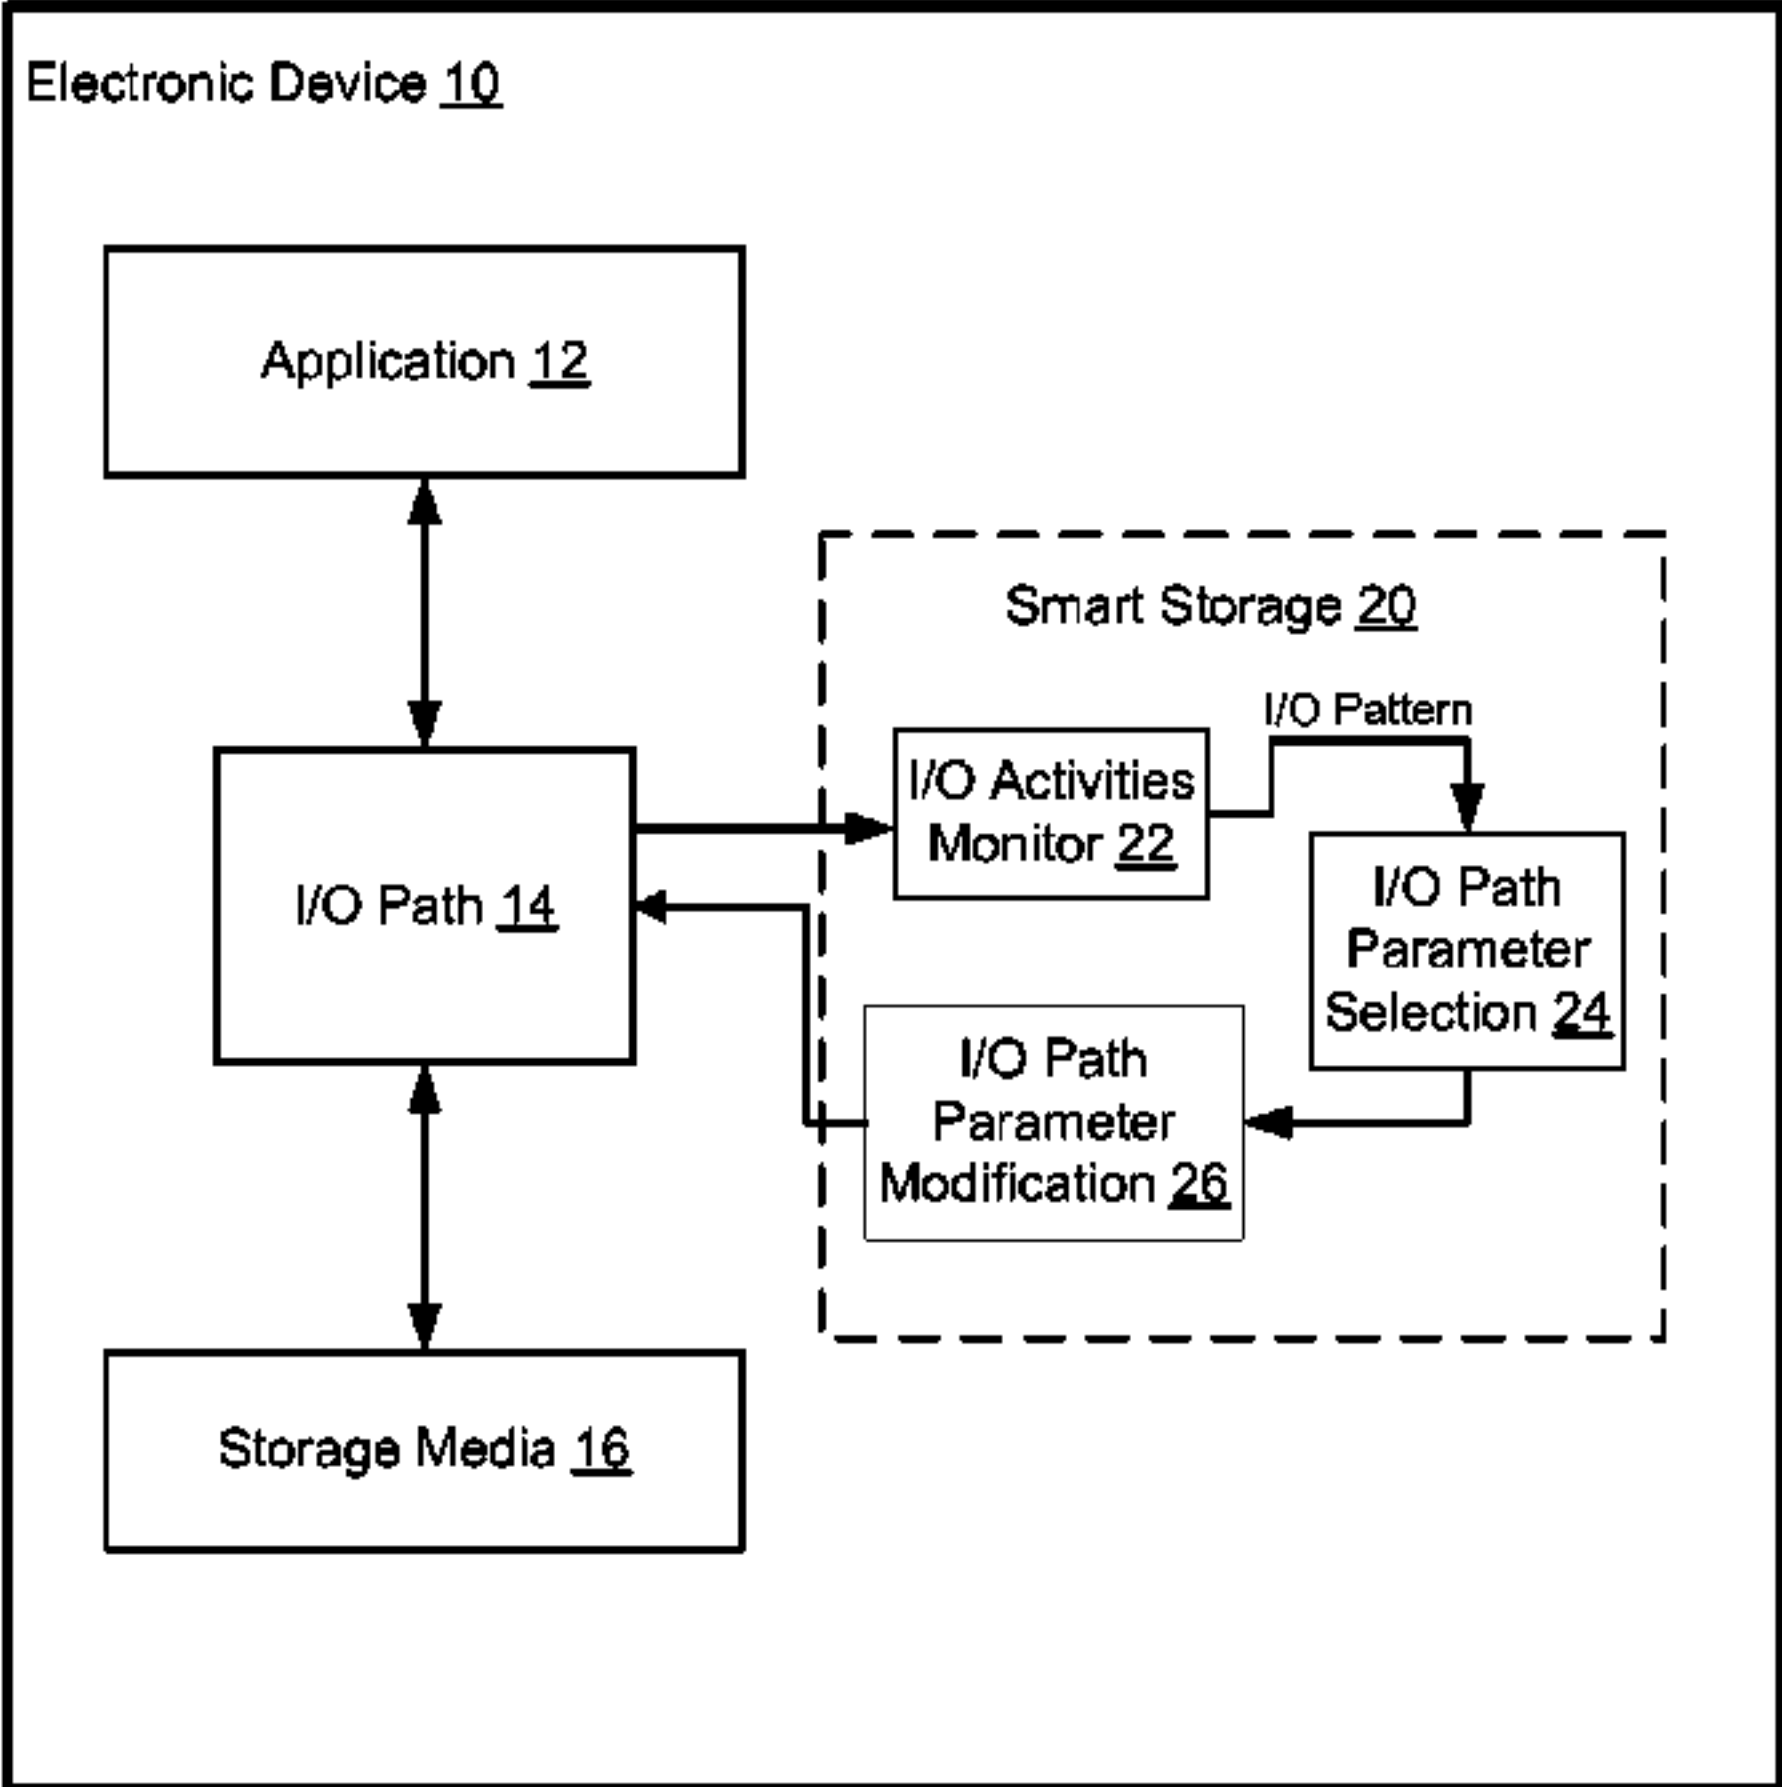 Electronic Device 10
Application 12
Smart Storage 20
I/O Pattern
I/O Activities
Monitor 22
I/O Path
Parameter
Selection 24
I/O Path 14
I/O Path
Parameter
Modification 26
Storage Media 16